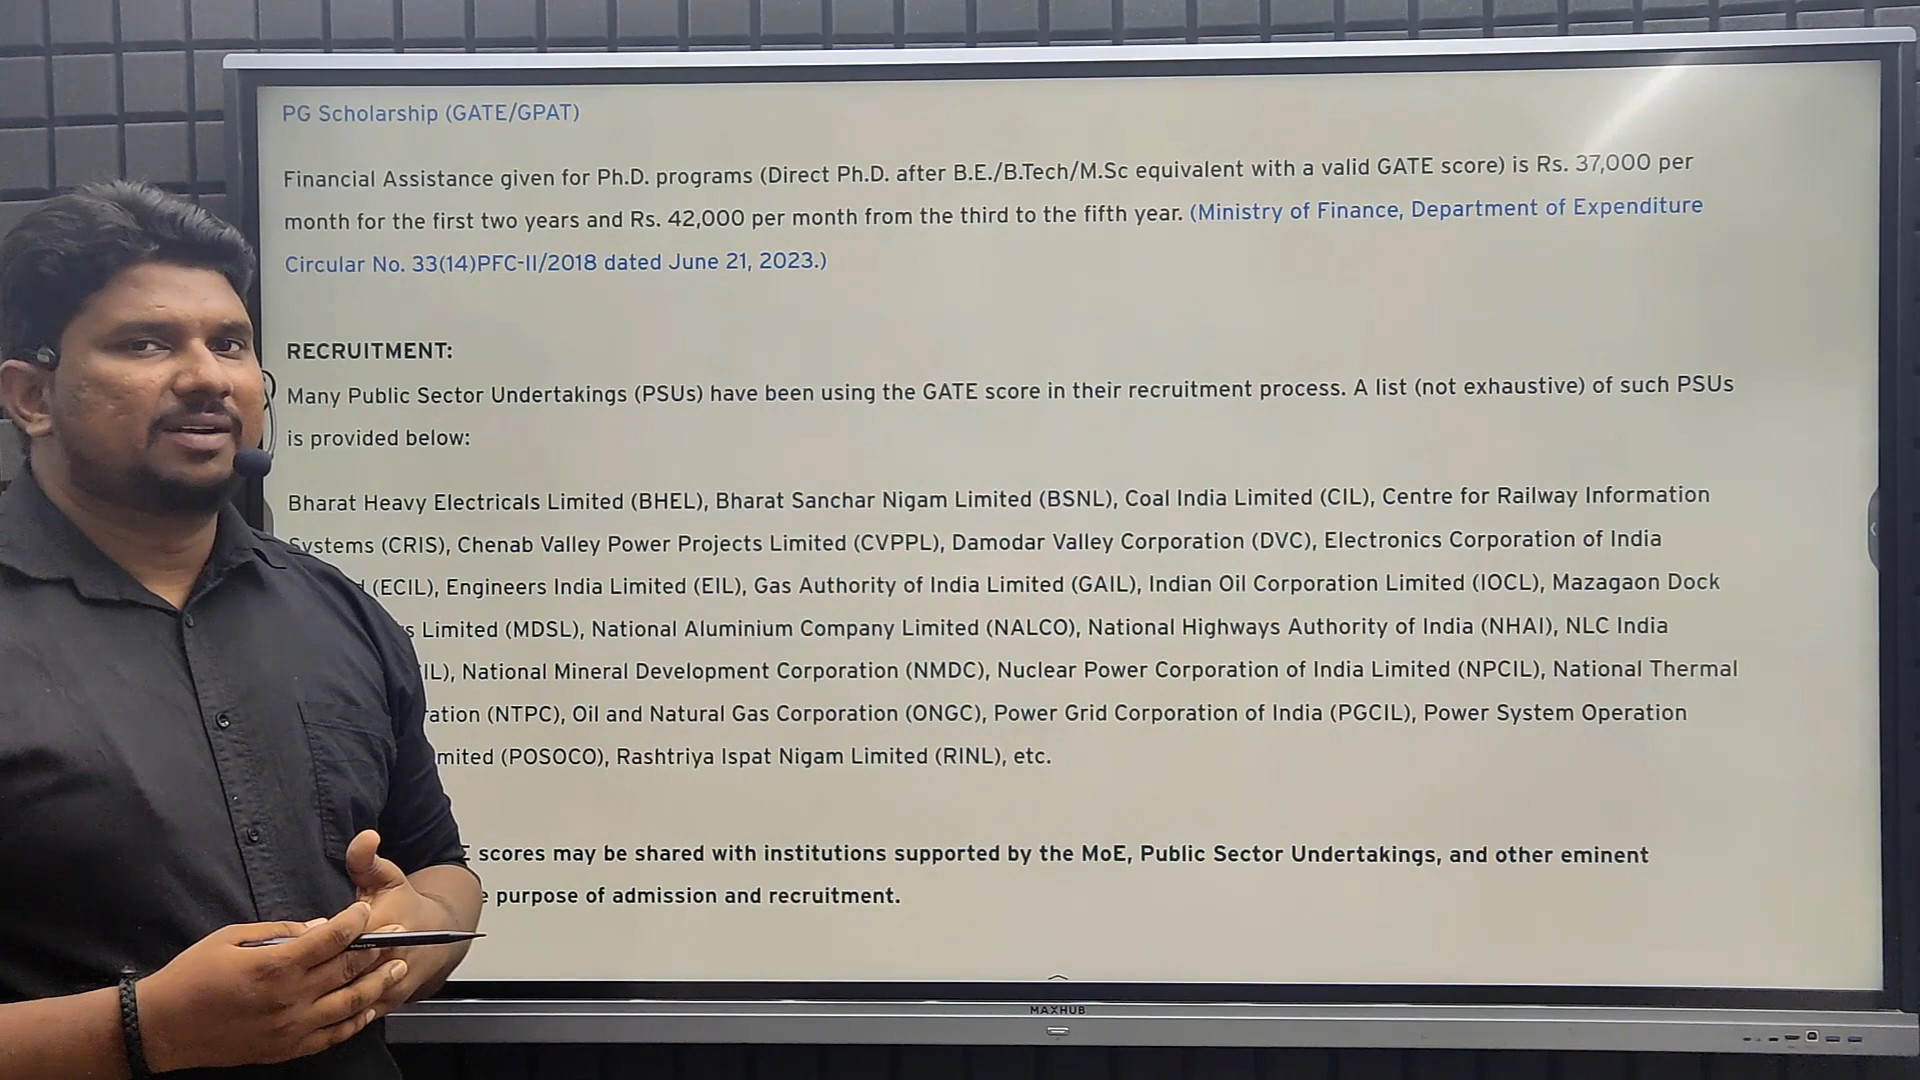 PG Scholarship (GATE/GPAT)
Financial Assistance given for Ph.D. programs (Direct Ph.D. after B.E./B.Tech/M.Sc equivalent with a valid GATE score) is Rs. 37,000 per
month for the first two years and Rs. 42,000 per month from the third to the fifth year. (Ministry of Finance, Department of Expenditure
Circular No. 33(14)PFC-II/2018 dated June 21, 2023.)
RECRUITMENT:
Many Public Sector Undertakings (PSUs) have been using the GATE score in their recruitment process. A list (not exhaustive) of such PSUs
is provided below:
Bharat Heavy Electricals Limited (BHEL), Bharat Sanchar Nigam Limited (BSNL), Coal India Limited (CIL), Centre for Railway Information
Systems (CRIS), Chenab Valley Power Projects Limited (CVPPL), Damodar Valley Corporation (DVC), Electronics Corporation of India
(ECIL), Engineers India Limited (EIL), Gas Authority of India Limited (GAIL), Indian Oil Corporation Limited (IOCL), Mazagaon Dock
Limited (MDSL), National Aluminium Company Limited (NALCO), National Highways Authority of India (NHAI), NLC India
IL), National Mineral Development Corporation (NMDC), Nuclear Power Corporation of India Limited (NPCIL), National Thermal
ration (NTPC), Oil and Natural Gas Corporation (ONGC), Power Grid Corporation of India (PGCIL), Power System Operation
mited (POSOCO), Rashtriya Ispat Nigam Limited (RINL), etc.
scores may be shared with institutions supported by the MoE, Public Sector Undertakings, and other eminent
purpose of admission and recruitment.
MAXHUB